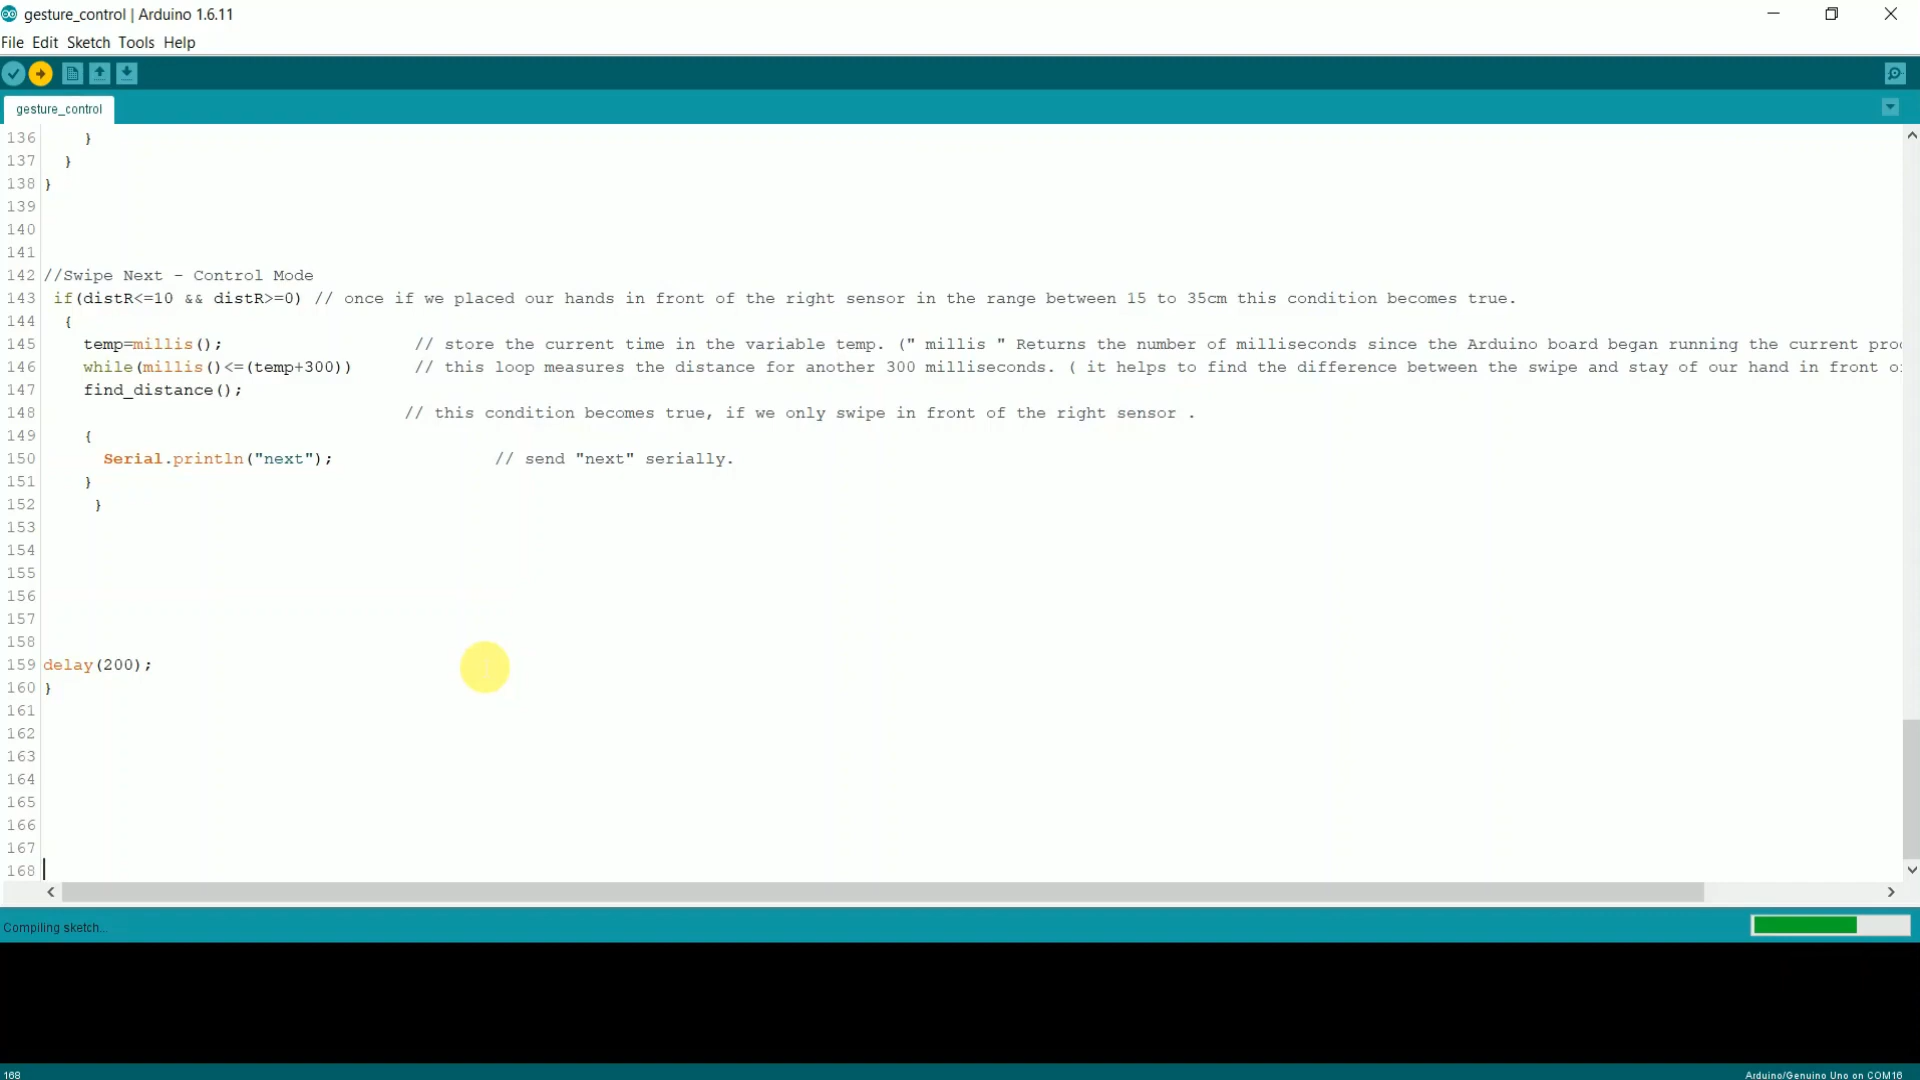 gesture_control | Arduino 1.6.11
File Edit Sketch Tools Help
gesture_control
136 }
137 }
138 }
139
140
141
142 //Swipe Next - Control Mode
143 if(distR<=10 && distR>=0) // once if we placed our hands in front of the right sensor in the range between 15 to 35cm this condition becomes true.
144 {
145 temp=millis(); // store the current time in the variable temp. (" millis " Returns the number of milliseconds since the Arduino board began running the current pro
146 while(millis()<=(temp+300)) // this loop measures the distance for another 300 milliseconds. ( it helps to find the difference between the swipe and stay of our hand in front o
147 find_distance();
148 // this condition becomes true, if we only swipe in front of the right sensor .
149 {
150 Serial.println("next"); // send "next" serially.
151 }
152 }
153
154
155
156
157
158
159 delay(200);
160 }
161
162
163
164
165
166
167
168
Compiling sketch...
168 Arduino/Genuino Uno on COM16